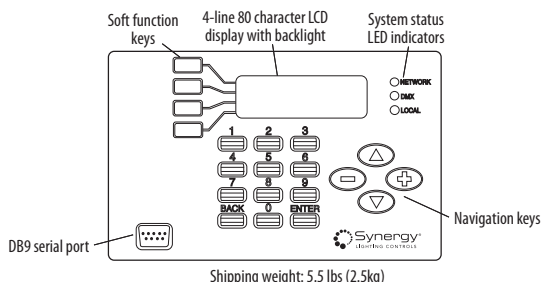 Soft function
keys
4-line 80 character LCD
display with backlight
System status
LED indicators
NETWORK
DMX
LOCAL
1 2 3
4 5 6
7 8 9
BACK 0 ENTER
Navigation keys
DB9 serial port
Synergy
LIGHTING CONTROLS
Shipping weight: 5.5 lbs (2.5kg)